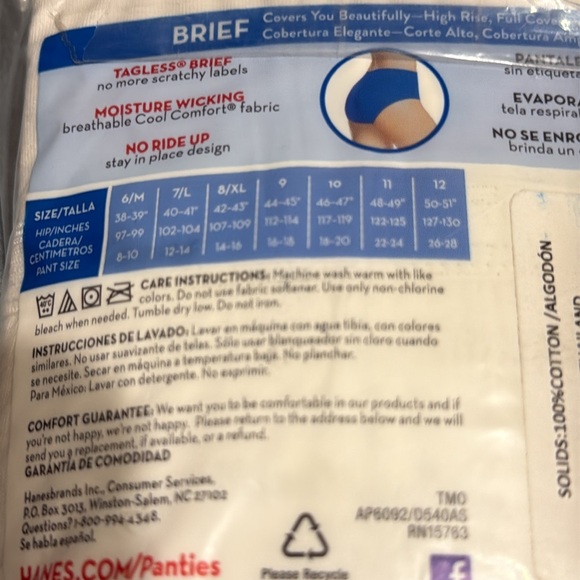 BRIEF
Covers You Beautifully—High Rise, Full
Cobertura Elegante—Corte Alto, Cobertura
TAGLESS® BRIEF
no more scratchy labels
MOISTURE WICKING
breathable Cool Comfort® fabric
NO RIDE UP
stay in place design
sin
EVAPOR
tela
NO SE
brinda un
SIZE/TALLA 6/M 7/L 8/XL 9 10 11 12
HIP/INCHES 38-39" 40-41" 42-43" 44-45" 46-47" 48-49" 50-51"
CADERA/
CENTIMETROS 97-99 102-104 107-109 112-114 117-119 122-125 127-130
PANT SIZE 8-10 12-14 14-16 16-18 18-20 22-24 26-28
CARE INSTRUCTIONS: Machine wash warm with like
colors. Do not use fabric softener. Use only non-chlorine
bleach when needed. Tumble dry low. Do not iron.
INSTRUCCIONES DE LAVADO: Lavar en máquina con agua tibia, con colores
similares. No usar suavizante de telas. Sólo usar blanqueador sin cloro cuando
se necesite. Secar en máquina a temperatura baja. No planchar.
Para México: Lavar con detergente. No exprimir.
COMFORT GUARANTEE: We want you to be comfortable in our products and if
you're not happy, we're not happy. Please return to the address below and we will
send you a replacement, if available, or a refund.
GARANTÍA DE COMODIDAD
Hanesbrands Inc., Consumer Services,
P.O. Box 3013, Winston-Salem, NC 27102
Questions? 1-800-994-4348.
Se habla español.
HANES.COM/Panties
Please Recycle
TMO
AP6092/D540AS
RN15763
f
SOLIDS:100%COTTON/ALGODÓN